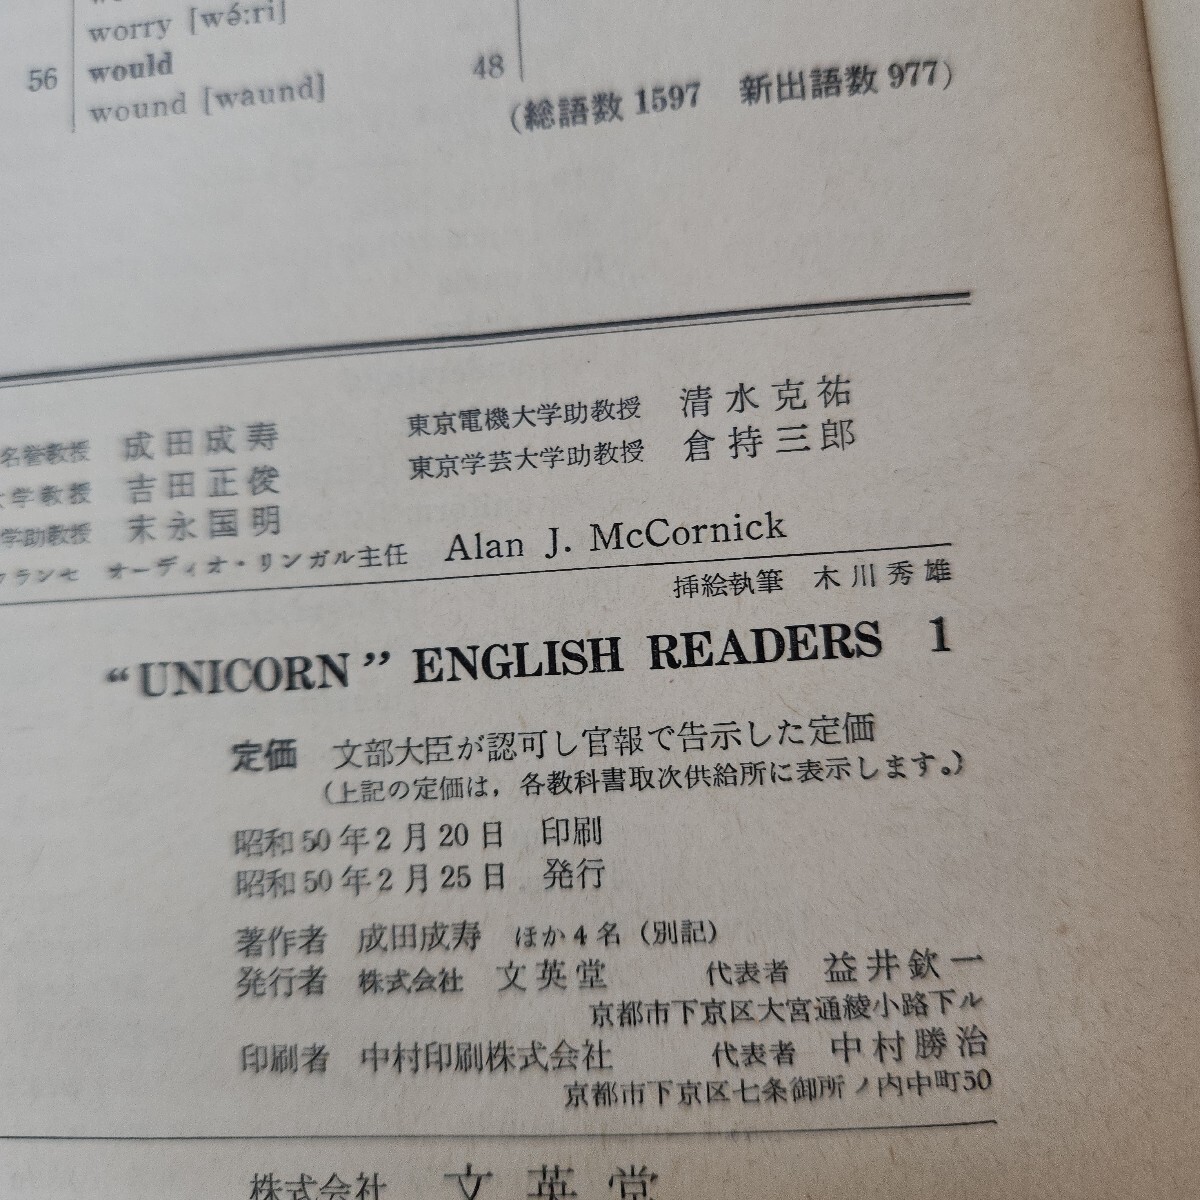 worry [wə́:ri]
56 would 48
wound [waund]
(総語数 1597 新出語数 977)
名誉教授 成田成寿 東京電機大学助教授 清水克祐
大学教授 吉田正俊 東京学芸大学助教授 倉持三郎
学助教授 末永国明
フランセ オーディオ・リンガル主任 Alan J. McCornick
挿絵執筆 木川秀雄
“UNICORN” ENGLISH READERS 1
定価 文部大臣が認可し官報で告示した定価
(上記の定価は，各教科書取次供給所に表示します。)
昭和50年2月20日 印刷
昭和50年2月25日 発行
著作者 成田成寿 ほか4名 (別記)
発行者 株式会社 文英堂 代表者 益井欽一
京都市下京区大宮通綾小路下ル
印刷者 中村印刷株式会社 代表者 中村勝治
京都市下京区七条御所ノ内中町50
株式会社 文英堂